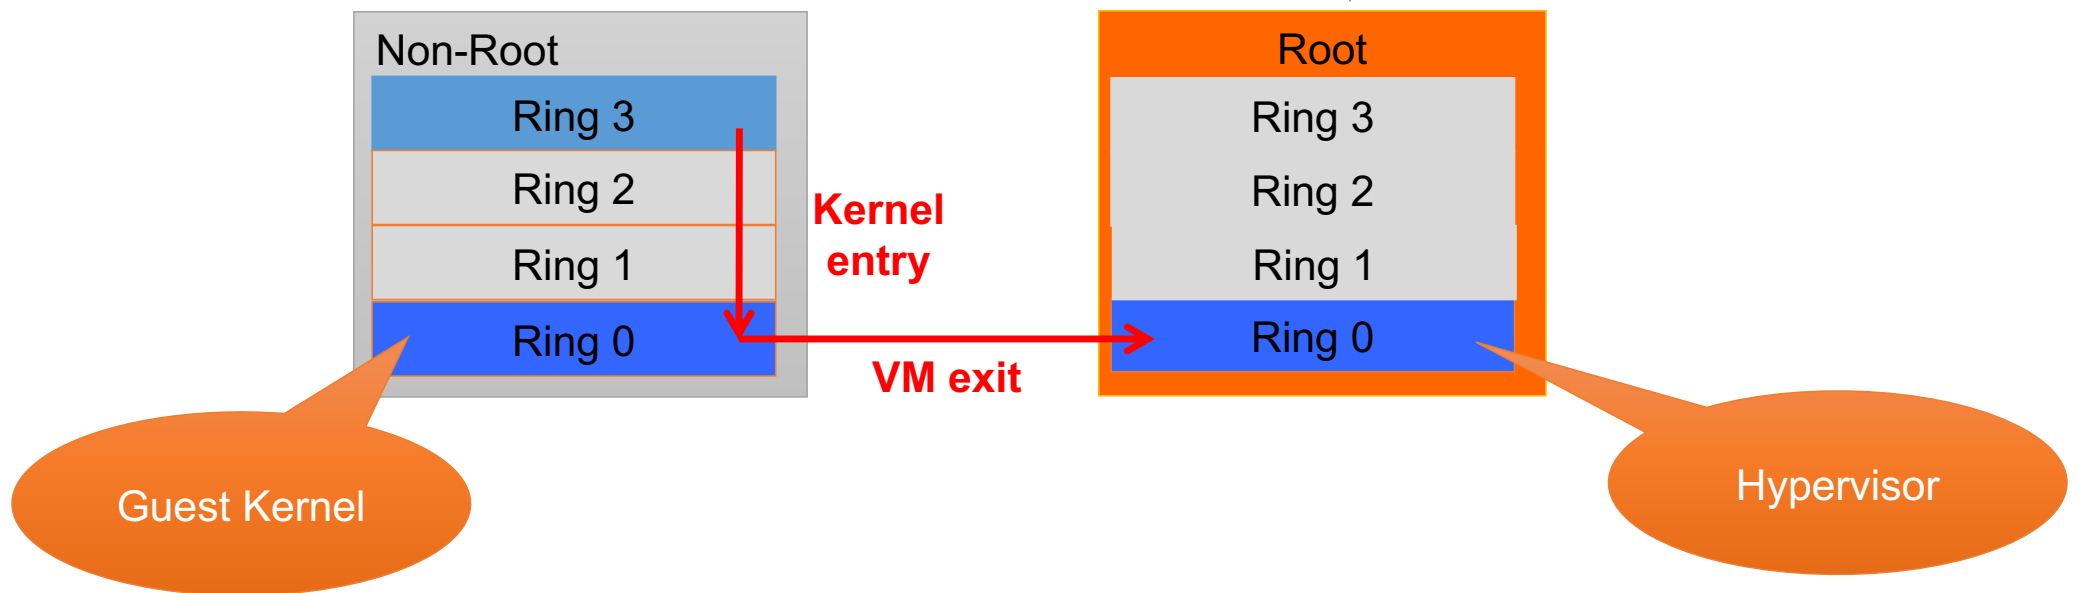 Non-Root
Ring 3
Ring 2
Ring 1
Ring 0
Kernel
entry
VM exit
Root
Ring 3
Ring 2
Ring 1
Ring 0
Guest Kernel
Hypervisor